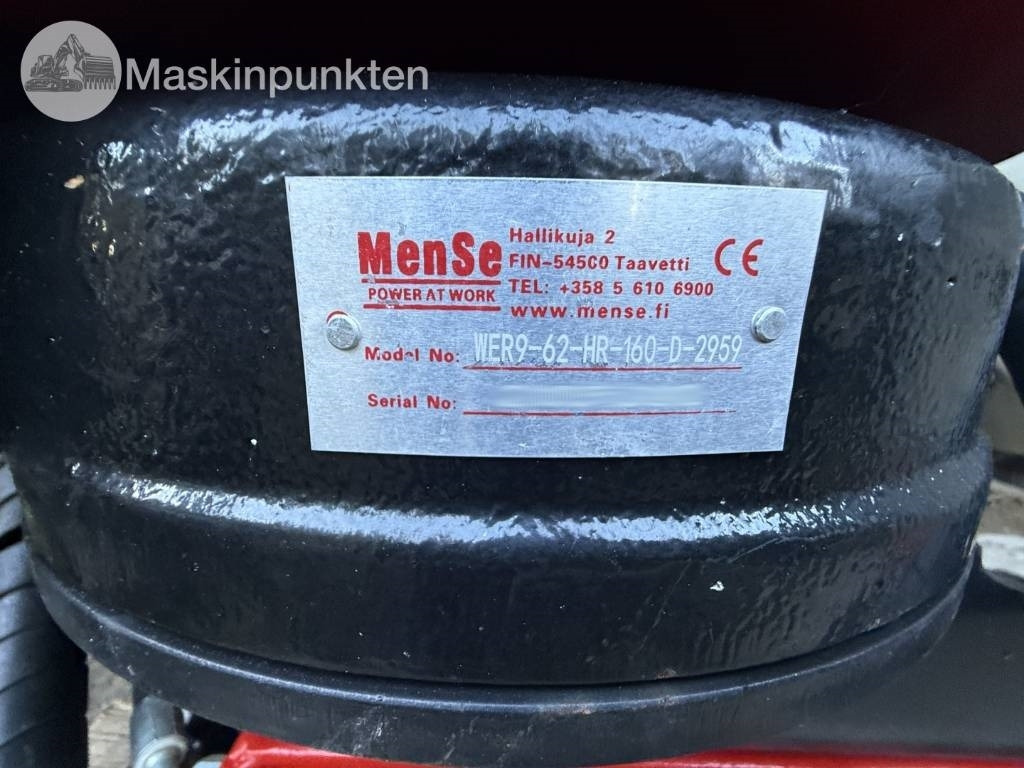 Maskinpunkten
MenSe
POWER AT WORK
Hallikuja 2
FIN-54500 Taavetti
TEL: +358 5 610 6900
www.mense.fi
CE
Model No: WER9-62-HR-160-D-2959
Serial No: